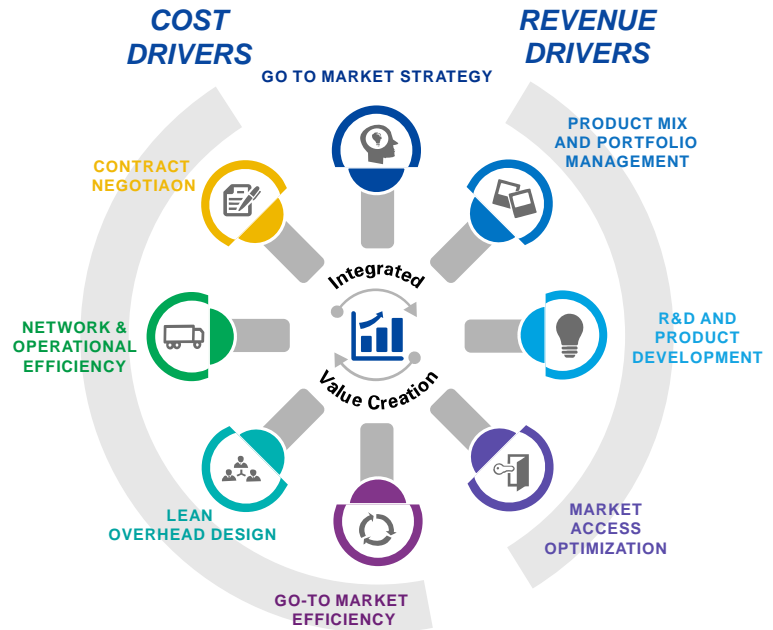 COST
DRIVERS
REVENUE
DRIVERS
GO TO MARKET STRATEGY
PRODUCT MIX
AND PORTFOLIO
MANAGEMENT
CONTRACT
NEGOTIAON
Integrated
Value Creation
NETWORK &
OPERATIONAL
EFFICIENCY
R&D AND
PRODUCT
DEVELOPMENT
LEAN
OVERHEAD DESIGN
MARKET
ACCESS
OPTIMIZATION
GO-TO MARKET
EFFICIENCY